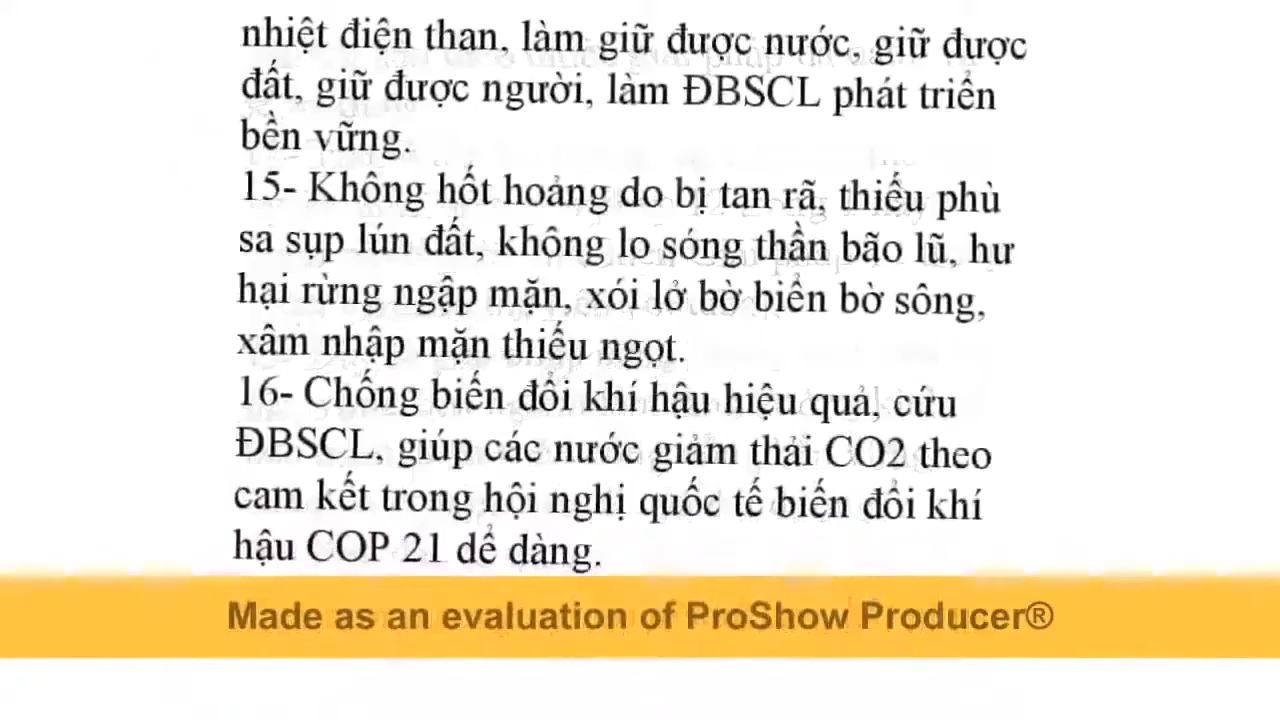 nhiệt điện than, làm giữ được nước, giữ được
đất, giữ được người, làm ĐBSCL phát triển
bền vững.
15- Không hốt hoảng do bị tan rã, thiếu phù
sa sụp lún đất, không lo sóng thần bão lũ, hư
hại rừng ngập mặn, xói lở bờ biển bờ sông,
xâm nhập mặn thiếu ngọt.
16- Chống biến đổi khí hậu hiệu quả, cứu
ĐBSCL, giúp các nước giảm thải CO2 theo
cam kết trong hội nghị quốc tế biến đổi khí
hậu COP 21 dể dàng.
Made as an evaluation of ProShow Producer®